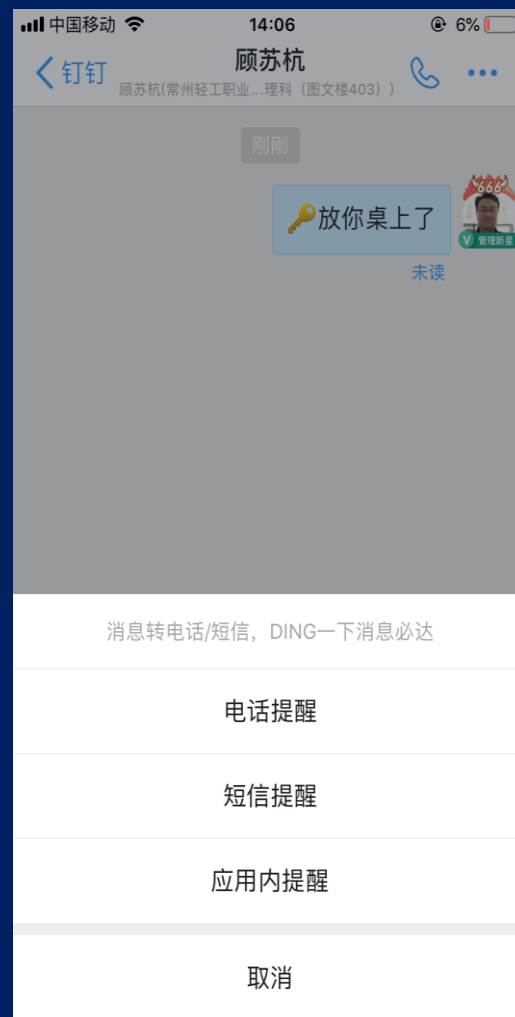 中国移动 14:06 6%
钉钉 顾苏杭
顾苏杭(常州轻工职业...理科（图文楼403）)
刚刚
666
🔑放你桌上了
V 管理新星
未读
消息转电话/短信，DING一下消息必达
电话提醒
短信提醒
应用内提醒
取消